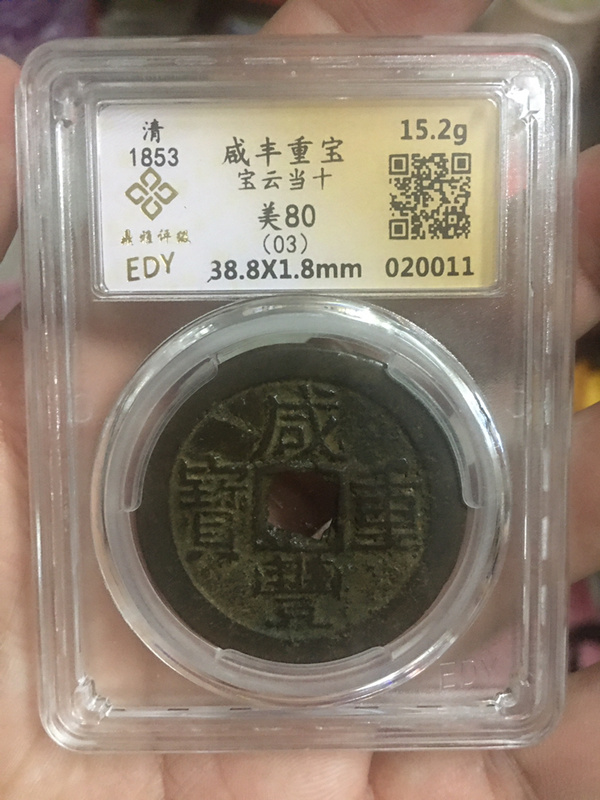 清
1853
EDY
咸丰重宝
宝云当十
美80
(03)
38.8X1.8mm
15.2g
020011
咸
豐
重
寶
EDY